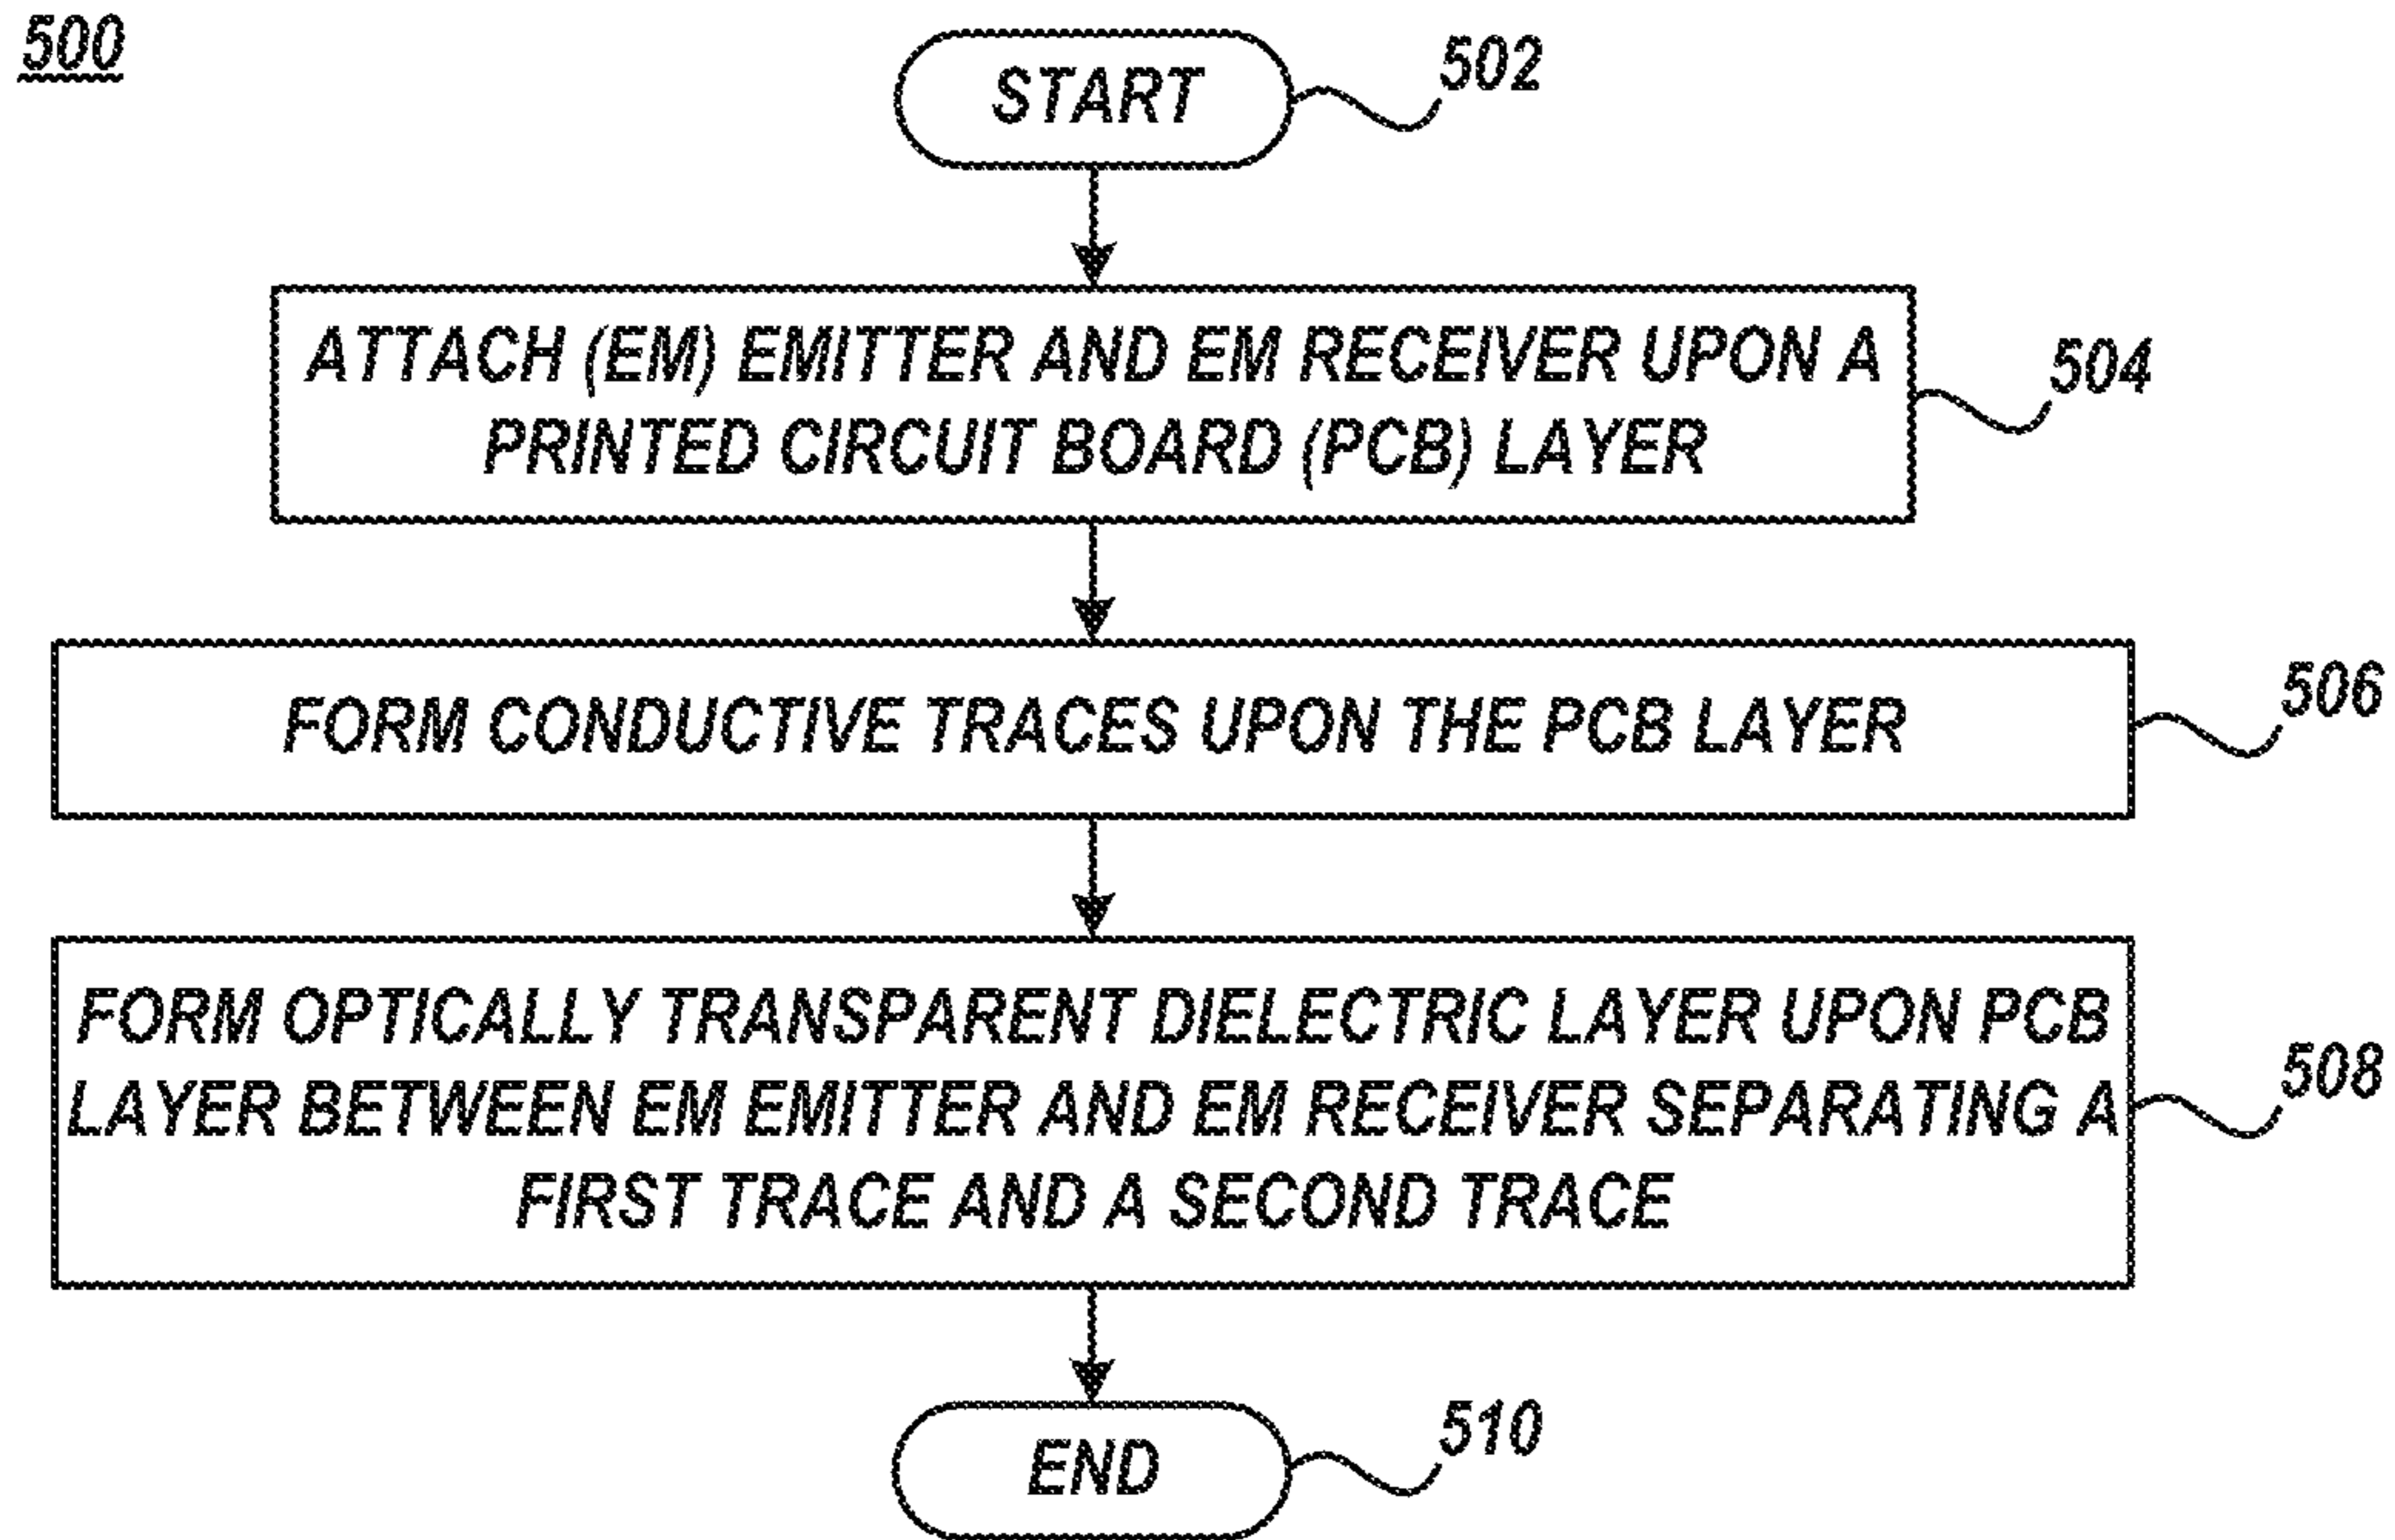 500
START
502
ATTACH (EM) EMITTER AND EM RECEIVER UPON A
PRINTED CIRCUIT BOARD (PCB) LAYER
504
FORM CONDUCTIVE TRACES UPON THE PCB LAYER
506
FORM OPTICALLY TRANSPARENT DIELECTRIC LAYER UPON PCB
LAYER BETWEEN EM EMITTER AND EM RECEIVER SEPARATING A
FIRST TRACE AND A SECOND TRACE
508
END
510